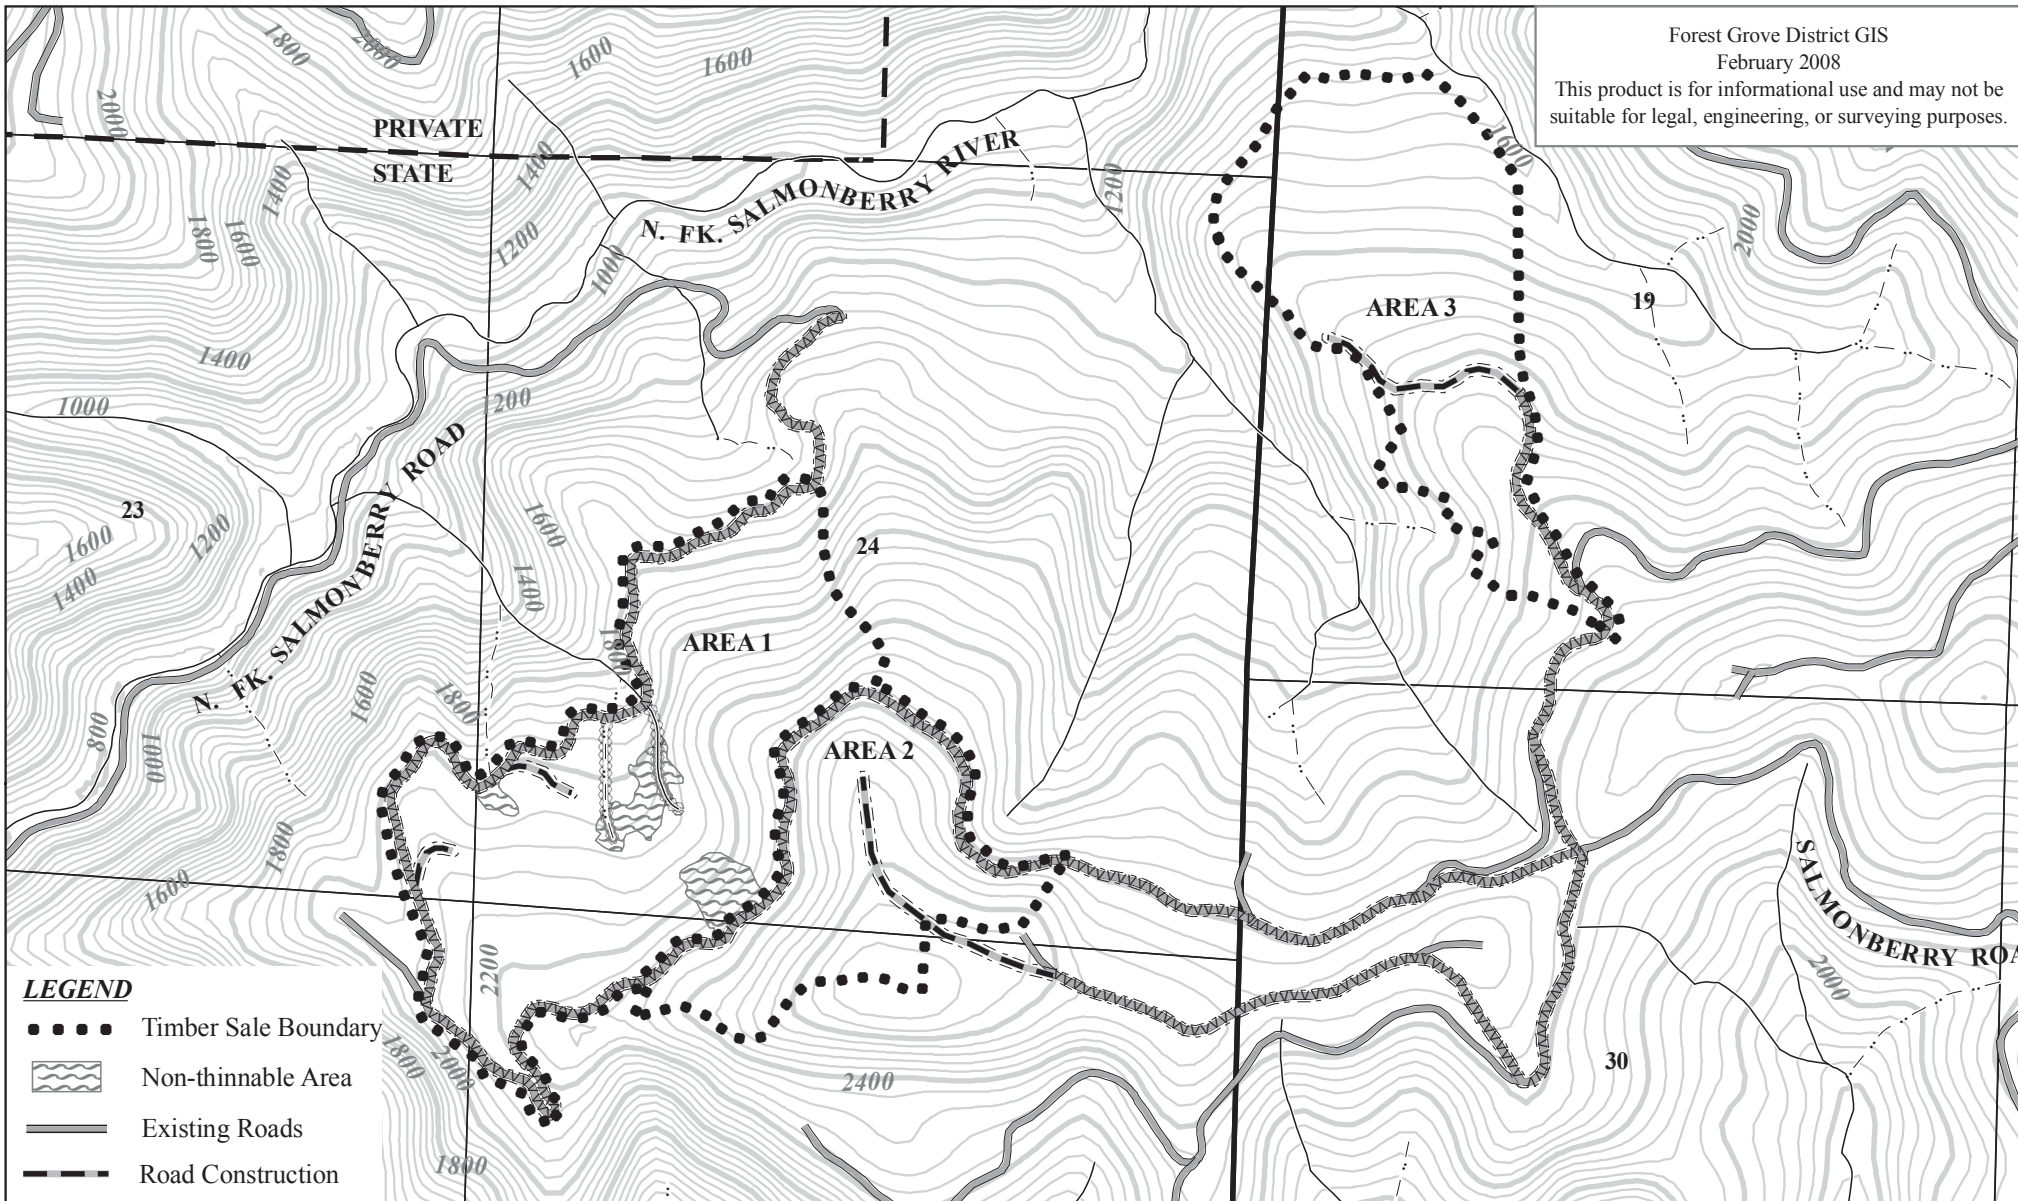 Forest Grove District GIS
February 2008
This product is for informational use and may not be
suitable for legal, engineering, or surveying purposes.
1800
2000
1600
1600
2000
PRIVATE
STATE
1400
1400
1800
1600
1200
1000
N. FK. SALMONBERRY RIVER
1200
1600
2000
19
AREA 3
1400
1000
1200
N. FK. SALMONBERRY ROAD
23
1600
1400
1200
1600
1400
1800
24
AREA 1
AREA 2
1600
1800
800
1000
1800
1600
2200
1800
2000
1800
2400
30
SALMONBERRY ROA
2000
LEGEND
Timber Sale Boundary
Non-thinnable Area
Existing Roads
Road Construction